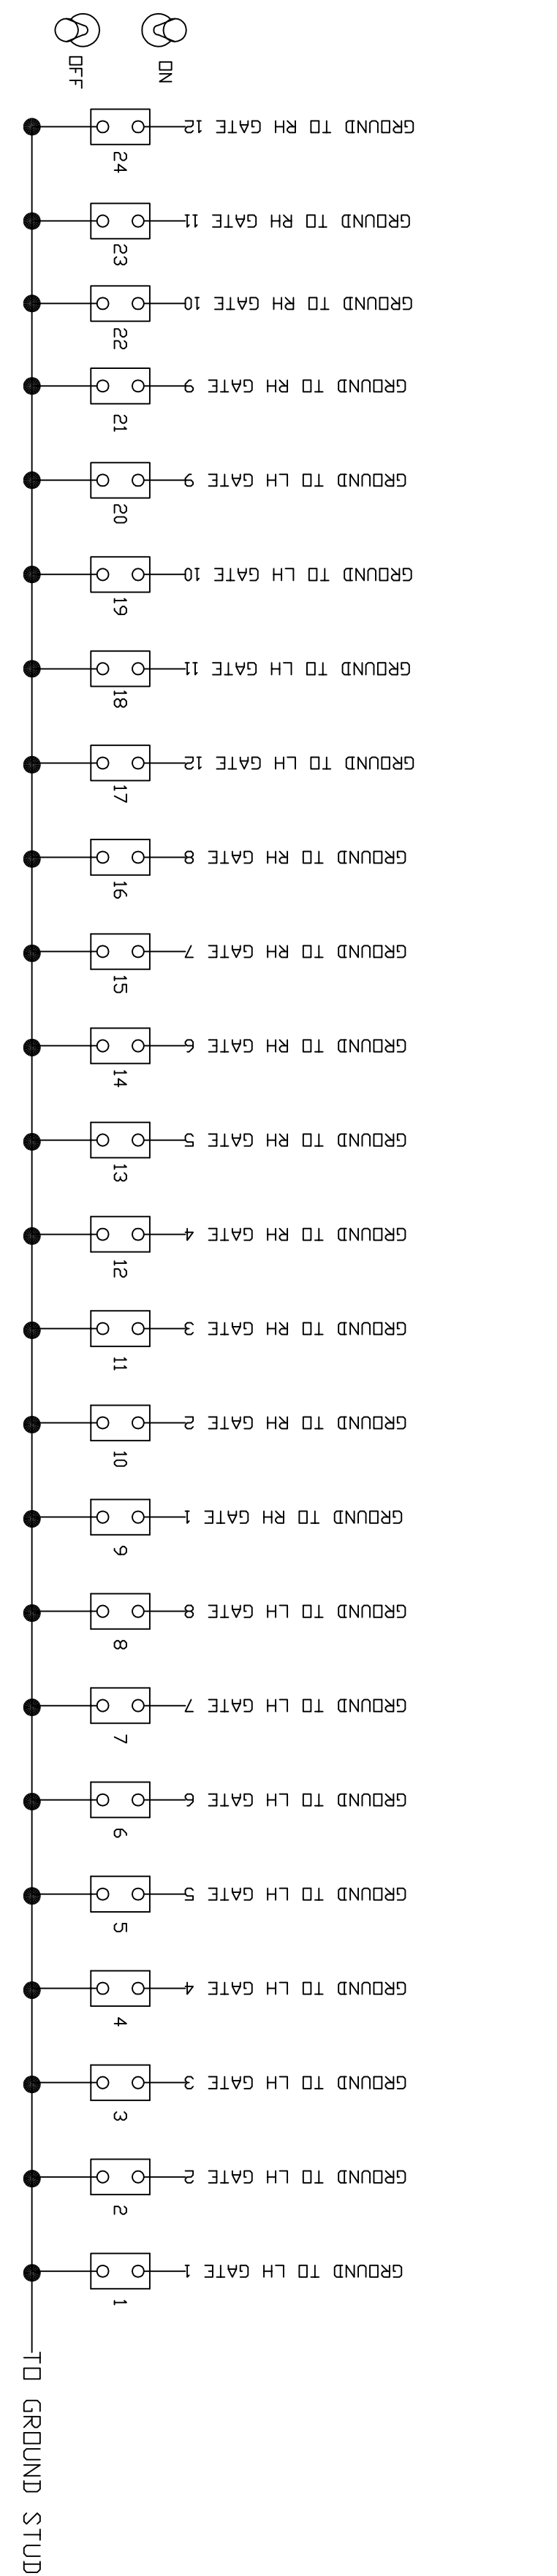 OFF
ON
GROUND TO RH GATE 12
24
GROUND TO RH GATE 11
23
GROUND TO RH GATE 10
22
GROUND TO RH GATE 9
21
GROUND TO LH GATE 9
20
GROUND TO LH GATE 10
19
GROUND TO LH GATE 11
18
GROUND TO LH GATE 12
17
GROUND TO RH GATE 8
16
GROUND TO RH GATE 7
15
GROUND TO RH GATE 6
14
GROUND TO RH GATE 5
13
GROUND TO RH GATE 4
12
GROUND TO RH GATE 3
11
GROUND TO RH GATE 2
10
GROUND TO RH GATE 1
9
GROUND TO LH GATE 8
8
GROUND TO LH GATE 7
7
GROUND TO LH GATE 6
6
GROUND TO LH GATE 5
5
GROUND TO LH GATE 4
4
GROUND TO LH GATE 3
3
GROUND TO LH GATE 2
2
GROUND TO LH GATE 1
1
TO GROUND STUD